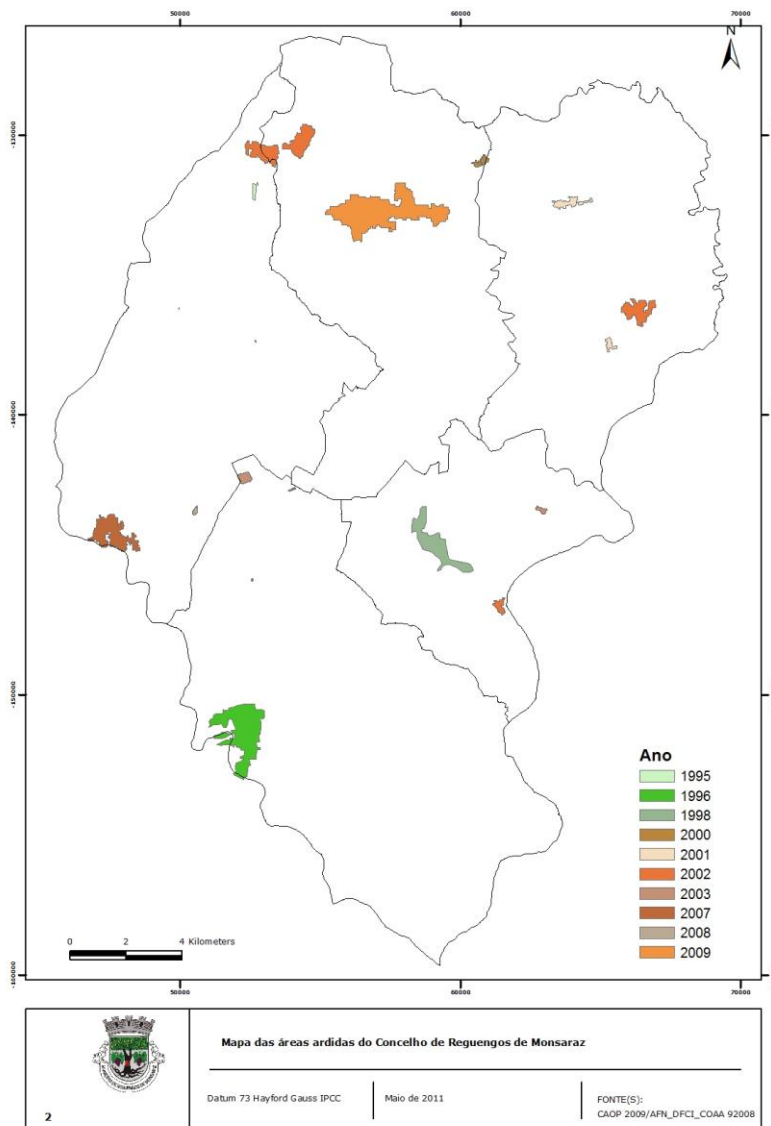 50000 60000 70000
N
-130000
-140000
-150000
-160000
Ano
1995
1996
1998
2000
2001
2002
2003
2007
2008
2009
0 2 4 Kilometers
50000 60000 70000
Mapa das áreas ardidas do Concelho de Reguengos de Monsaraz
Datum 73 Hayford Gauss IPCC
Maio de 2011
FONTE(S):
CAOP 2009/AFN_DFCI_COAA 92008
2